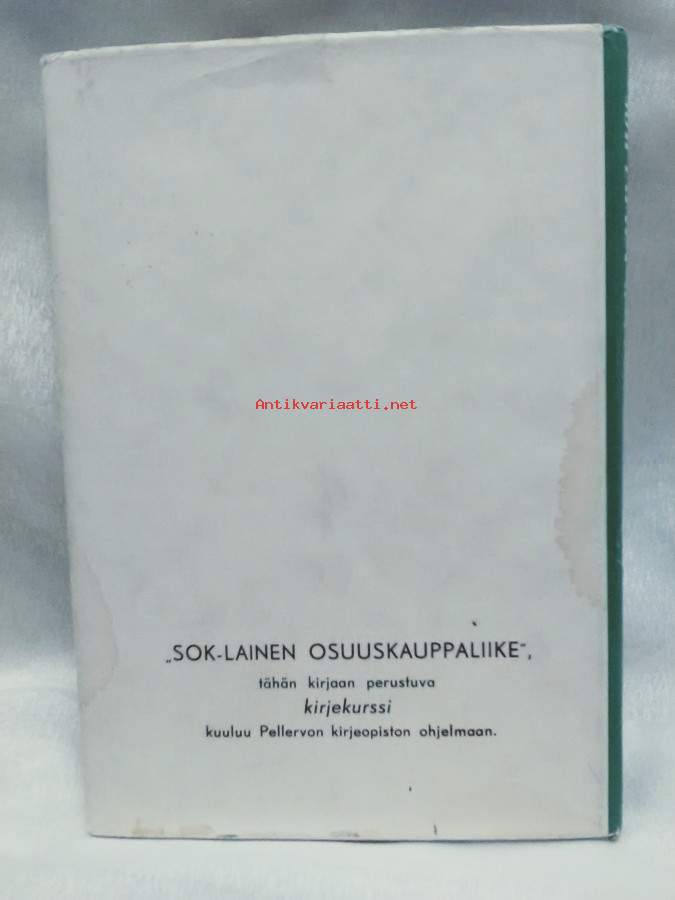 Antikvariaatti.net
„SOK-LAINEN OSUUSKAUPPALIIKE",
tähän kirjaan perustuva
kirjekurssi
kuuluu Pellervon kirjeopiston ohjelmaan.